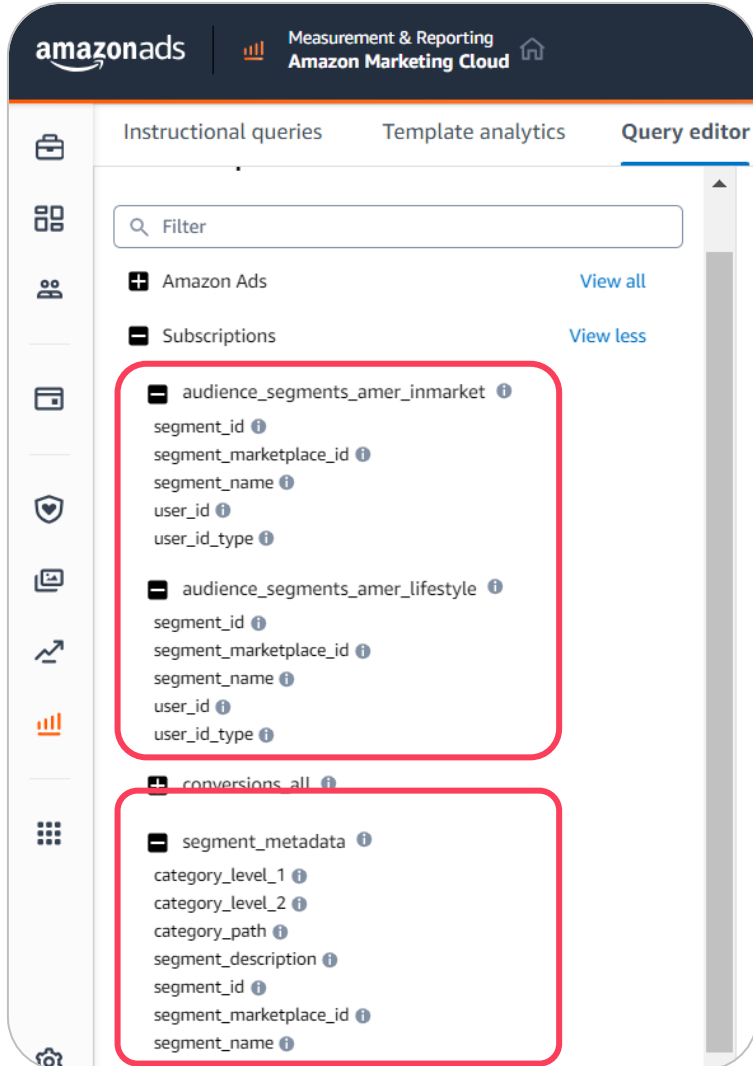 amazonads
Measurement & Reporting
Amazon Marketing Cloud
Instructional queries Template analytics Query editor
Filter
Amazon Ads View all
Subscriptions View less
audience_segments_amer_inmarket
segment_id
segment_marketplace_id
segment_name
user_id
user_id_type
audience_segments_amer_lifestyle
segment_id
segment_marketplace_id
segment_name
user_id
user_id_type
conversions_all
segment_metadata
category_level_1
category_level_2
category_path
segment_description
segment_id
segment_marketplace_id
segment_name